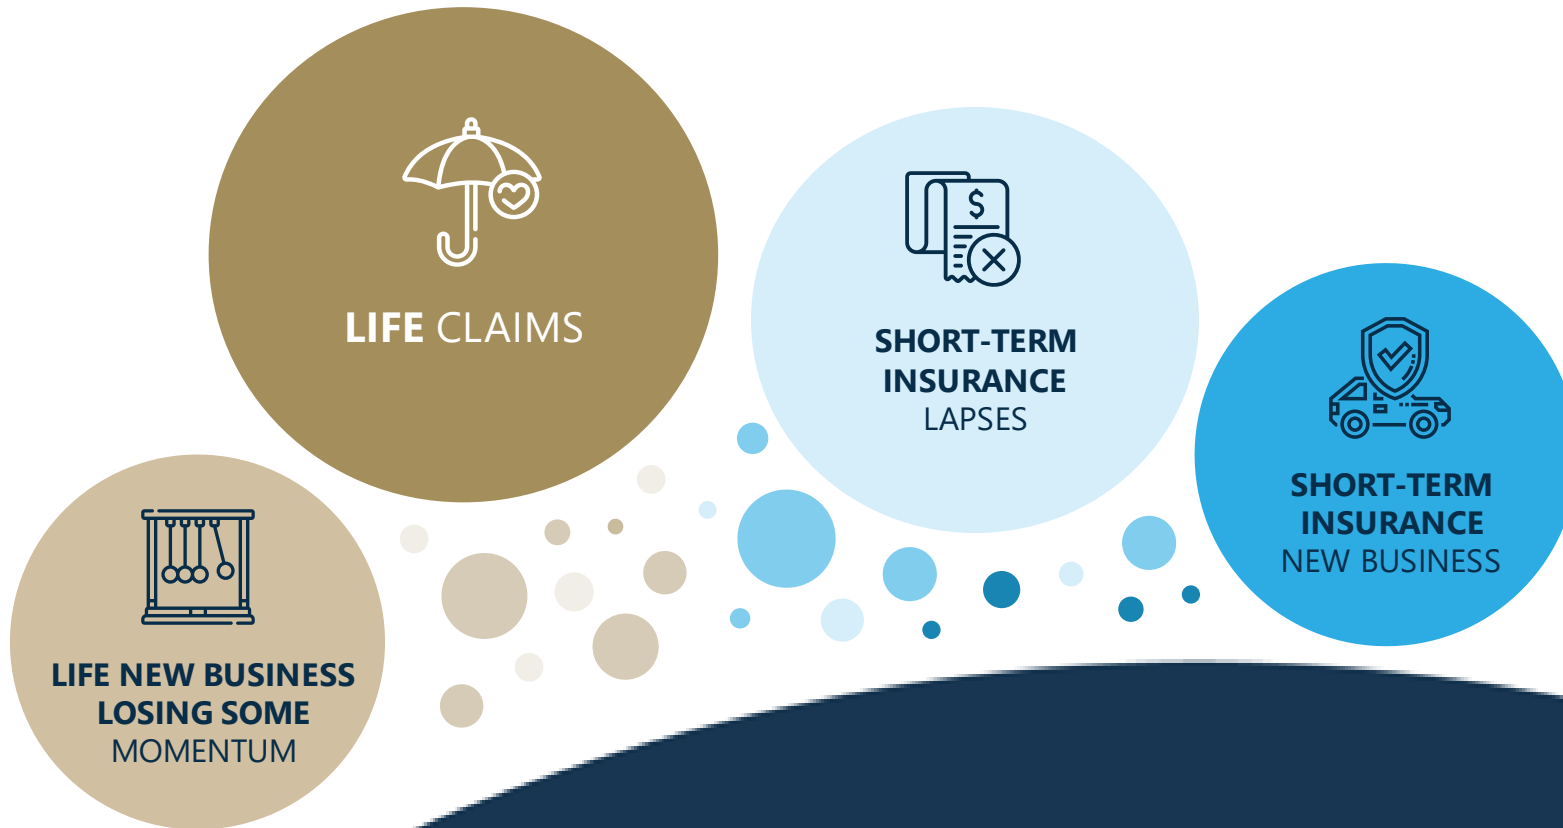 LIFE CLAIMS
SHORT-TERM
INSURANCE
LAPSES
$
SHORT-TERM
INSURANCE
NEW BUSINESS
LIFE NEW BUSINESS
LOSING SOME
MOMENTUM